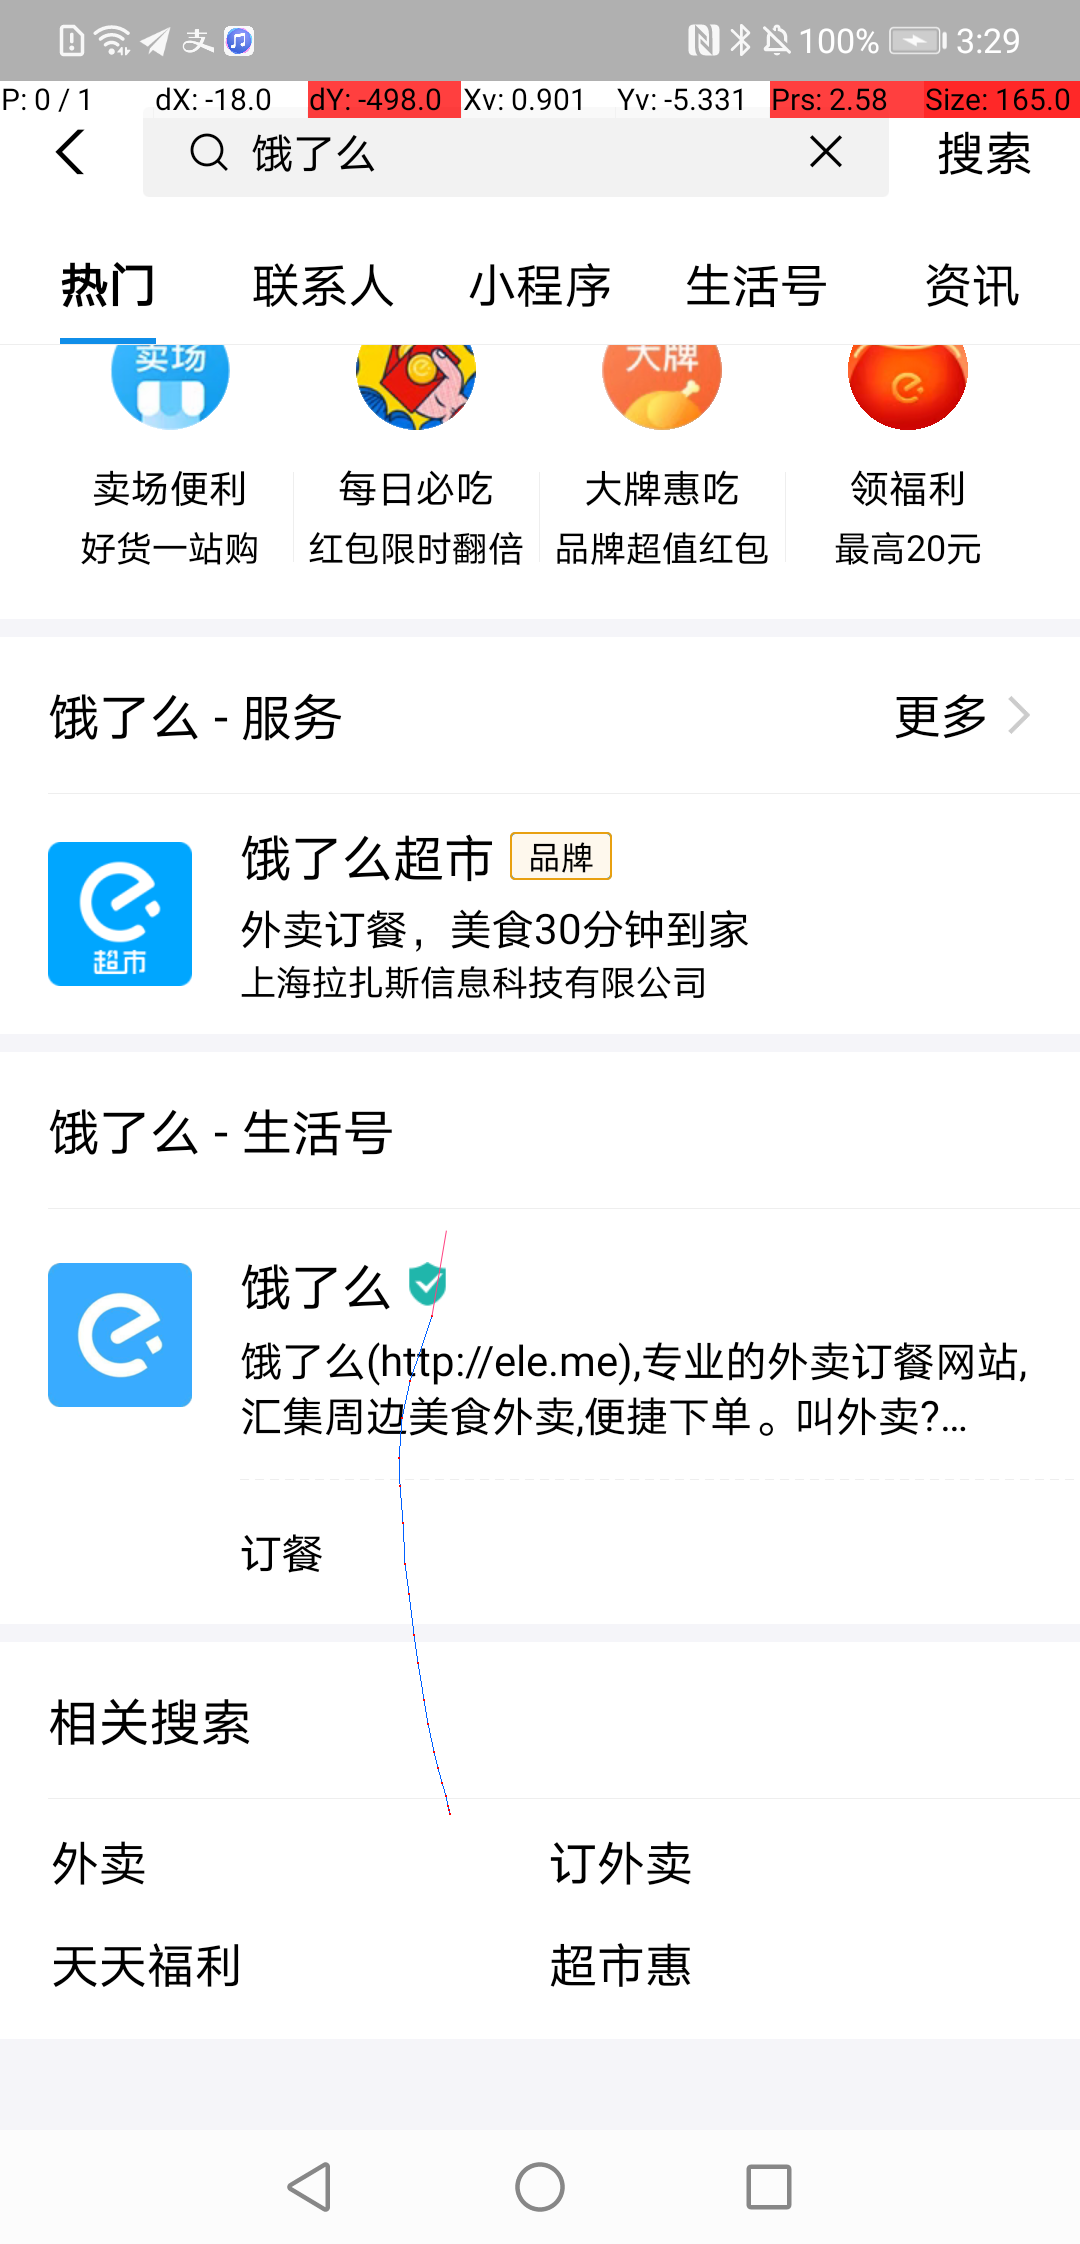 100% 3:29
P: 0 / 1 dX: -18.0 dY: -498.0 Xv: 0.901 Yv: -5.331 Prs: 2.58 Size: 165.0
饿了么 搜索
热门 联系人 小程序 生活号 资讯
卖场 大牌
卖场便利 每日必吃 大牌惠吃 领福利
好货一站购 红包限时翻倍 品牌超值红包 最高20元
饿了么 - 服务 更多
饿了么超市 品牌
外卖订餐，美食30分钟到家
超市
上海拉扎斯信息科技有限公司
饿了么 - 生活号
饿了么
饿了么(http://ele.me),专业的外卖订餐网站,
汇集周边美食外卖,便捷下单。叫外卖?...
订餐
相关搜索
外卖 订外卖
天天福利 超市惠